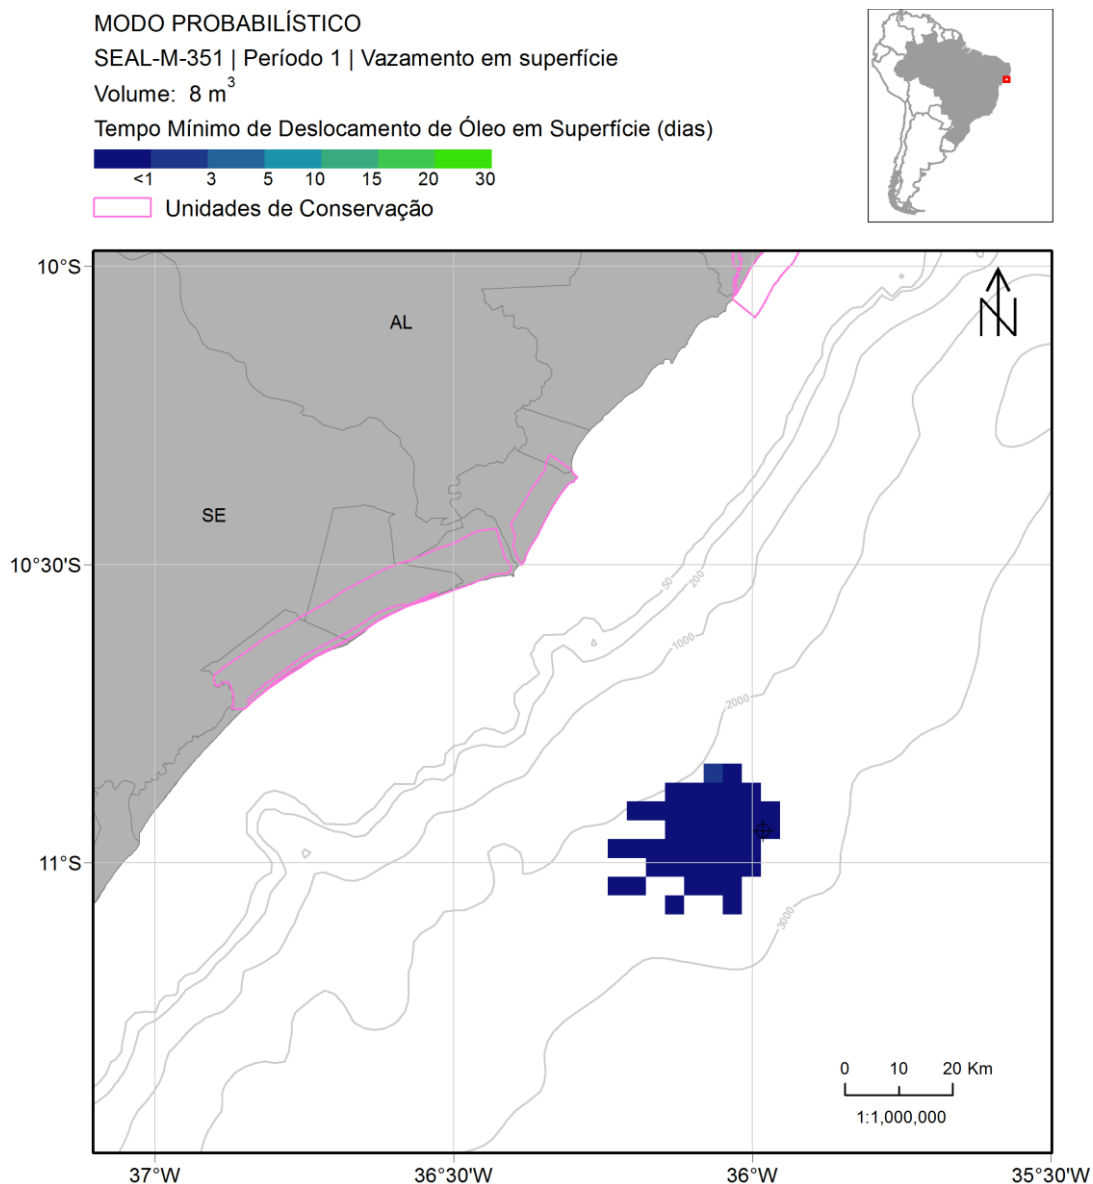 MODO PROBABILÍSTICO
SEAL-M-351 | Período 1 | Vazamento em superfície
Volume: 8 m³
Tempo Mínimo de Deslocamento de Óleo em Superfície (dias)
<1 3 5 10 15 20 30
Unidades de Conservação
10°S
N
AL
SE
10°30'S
50
200
1000
2000
11°S
3000
0 10 20 Km
1:1,000,000
37°W 36°30'W 36°W 35°30'W